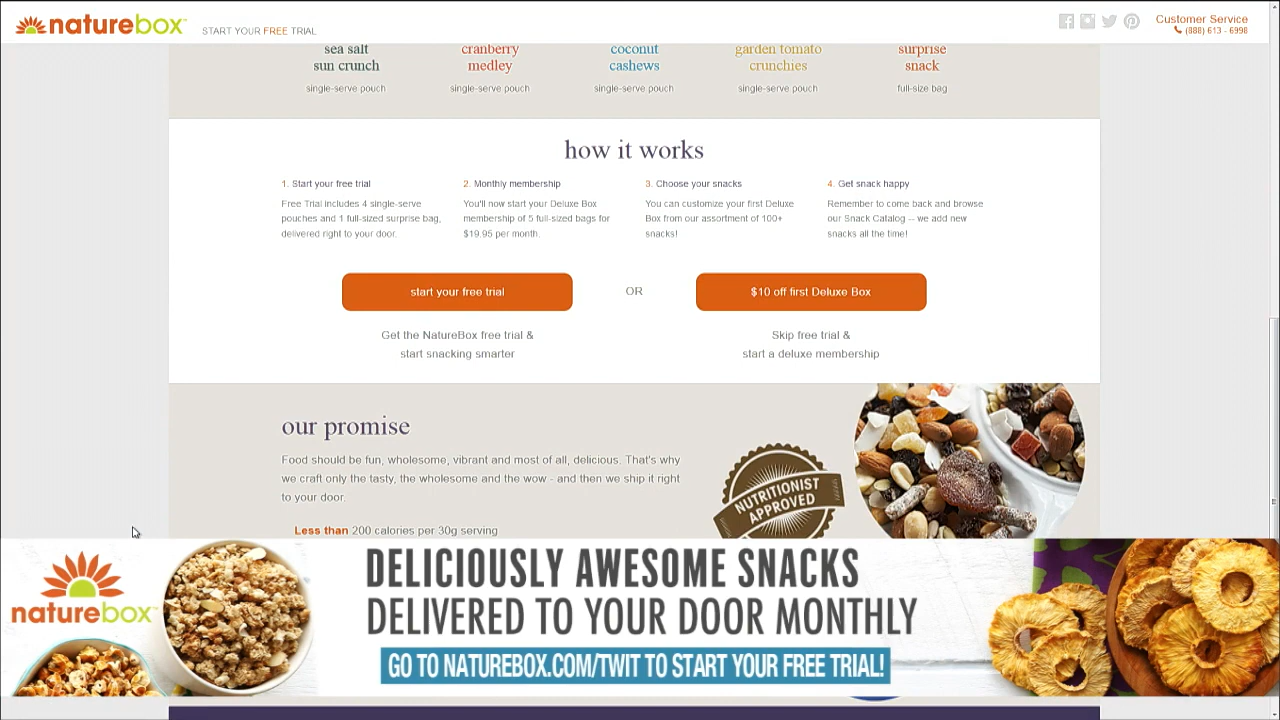 naturebox™
START YOUR FREE TRIAL
Customer Service
(888) 613 - 6998
sea salt
sun crunch
single-serve pouch
cranberry
medley
single-serve pouch
coconut
cashews
single-serve pouch
garden tomato
crunchies
single-serve pouch
surprise
snack
full-size bag
how it works
1. Start your free trial
Free Trial includes 4 single-serve
pouches and 1 full-sized surprise bag,
delivered right to your door.
2. Monthly membership
You'll now start your Deluxe Box
membership of 5 full-sized bags for
$19.95 per month.
3. Choose your snacks
You can customize your first Deluxe
Box from our assortment of 100+
snacks!
4. Get snack happy
Remember to come back and browse
our Snack Catalog -- we add new
snacks all the time!
start your free trial
OR
$10 off first Deluxe Box
Get the NatureBox free trial &
start snacking smarter
Skip free trial &
start a deluxe membership
our promise
Food should be fun, wholesome, vibrant and most of all, delicious. That's why
we craft only the tasty, the wholesome and the wow - and then we ship it right
to your door.
Less than 200 calories per 30g serving
NUTRITIONIST
APPROVED
naturebox™
DELICIOUSLY AWESOME SNACKS
DELIVERED TO YOUR DOOR MONTHLY
GO TO NATUREBOX.COM/TWIT TO START YOUR FREE TRIAL!